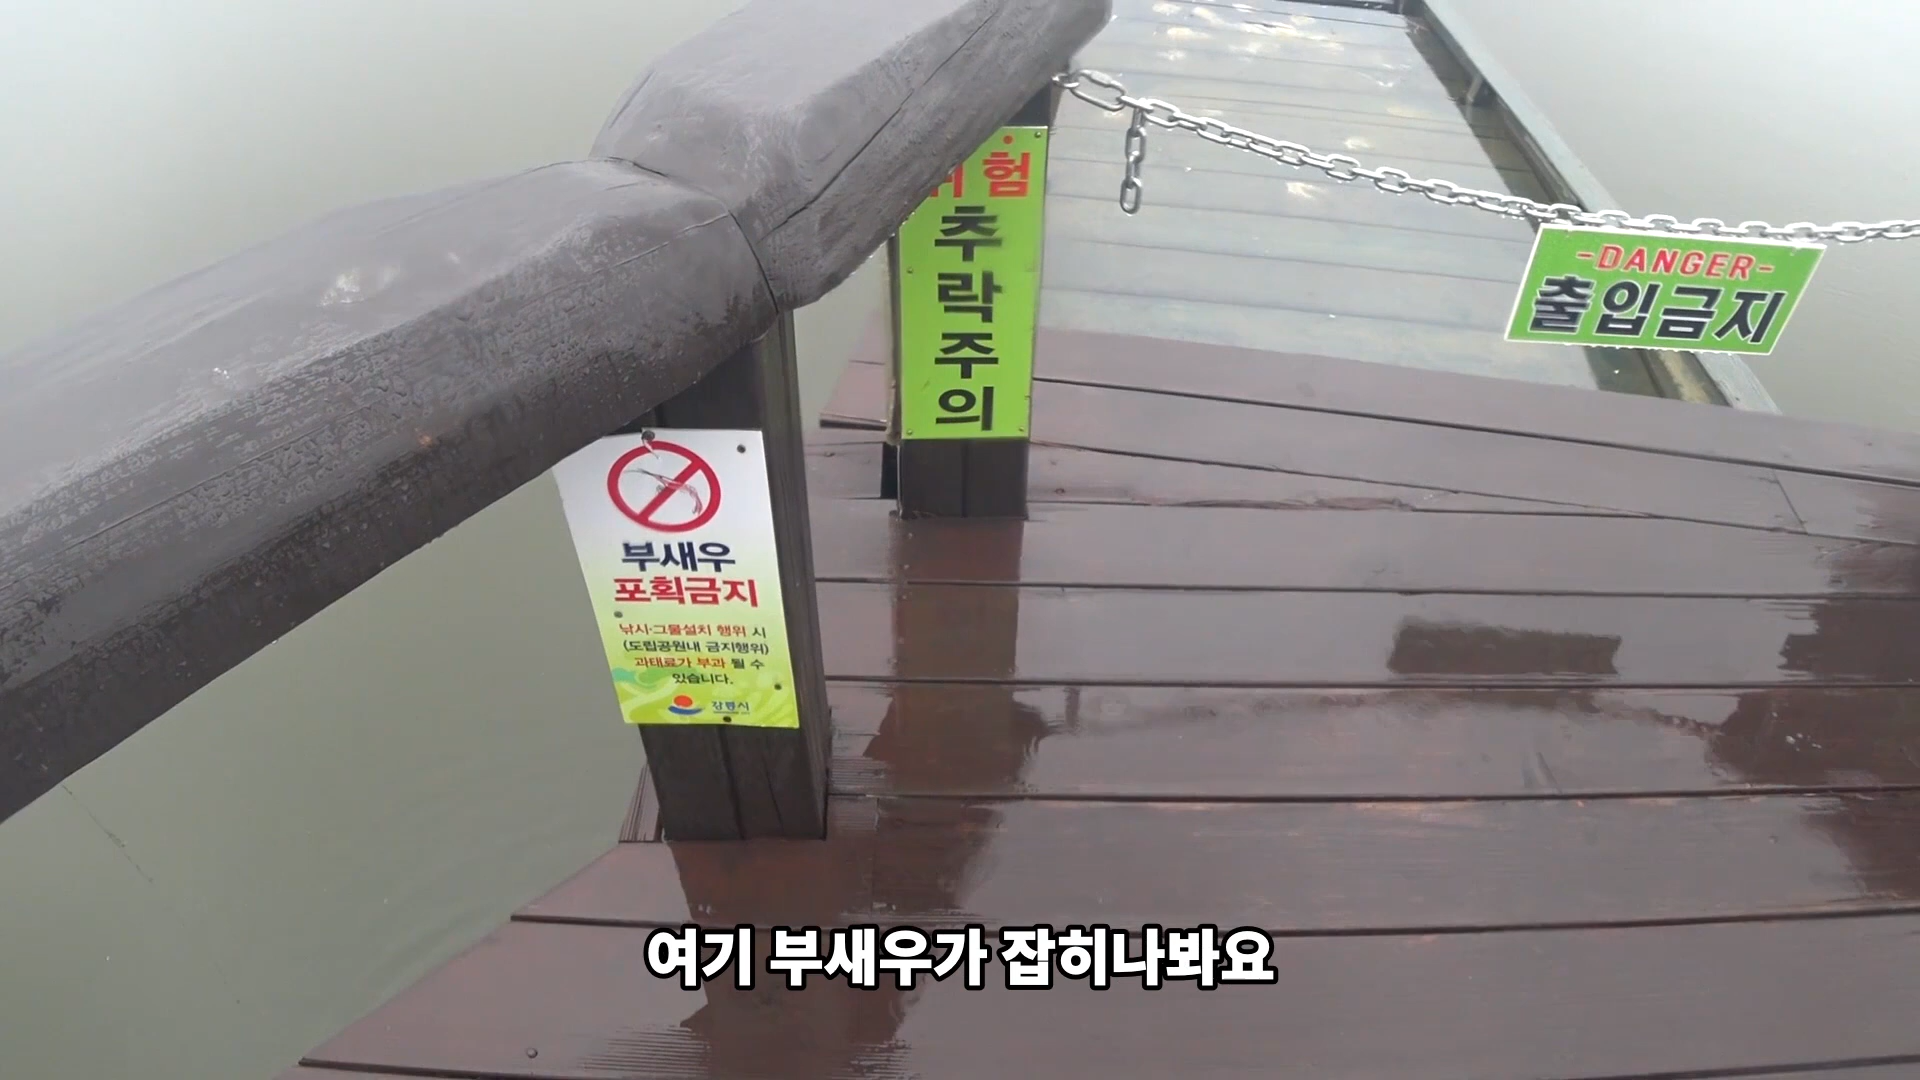 험
추
락
주
의
-DANGER-
출입금지
부새우
포획금지
낚시·그물설치 행위 시
(도립공원내 금지행위)
과태료가 부과 될 수
있습니다.
강릉시
여기 부새우가 잡히나봐요